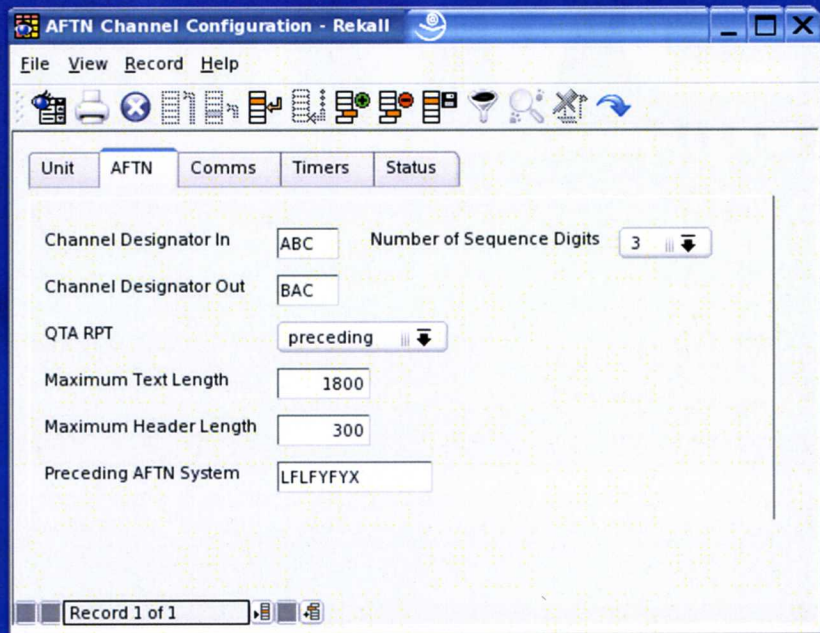 AFTN Channel Configuration - Rekall
File View Record Help
Unit AFTN Comms Timers Status
Channel Designator In ABC Number of Sequence Digits 3
Channel Designator Out BAC
QTA RPT preceding
Maximum Text Length 1800
Maximum Header Length 300
Preceding AFTN System LFLFYFYX
Record 1 of 1